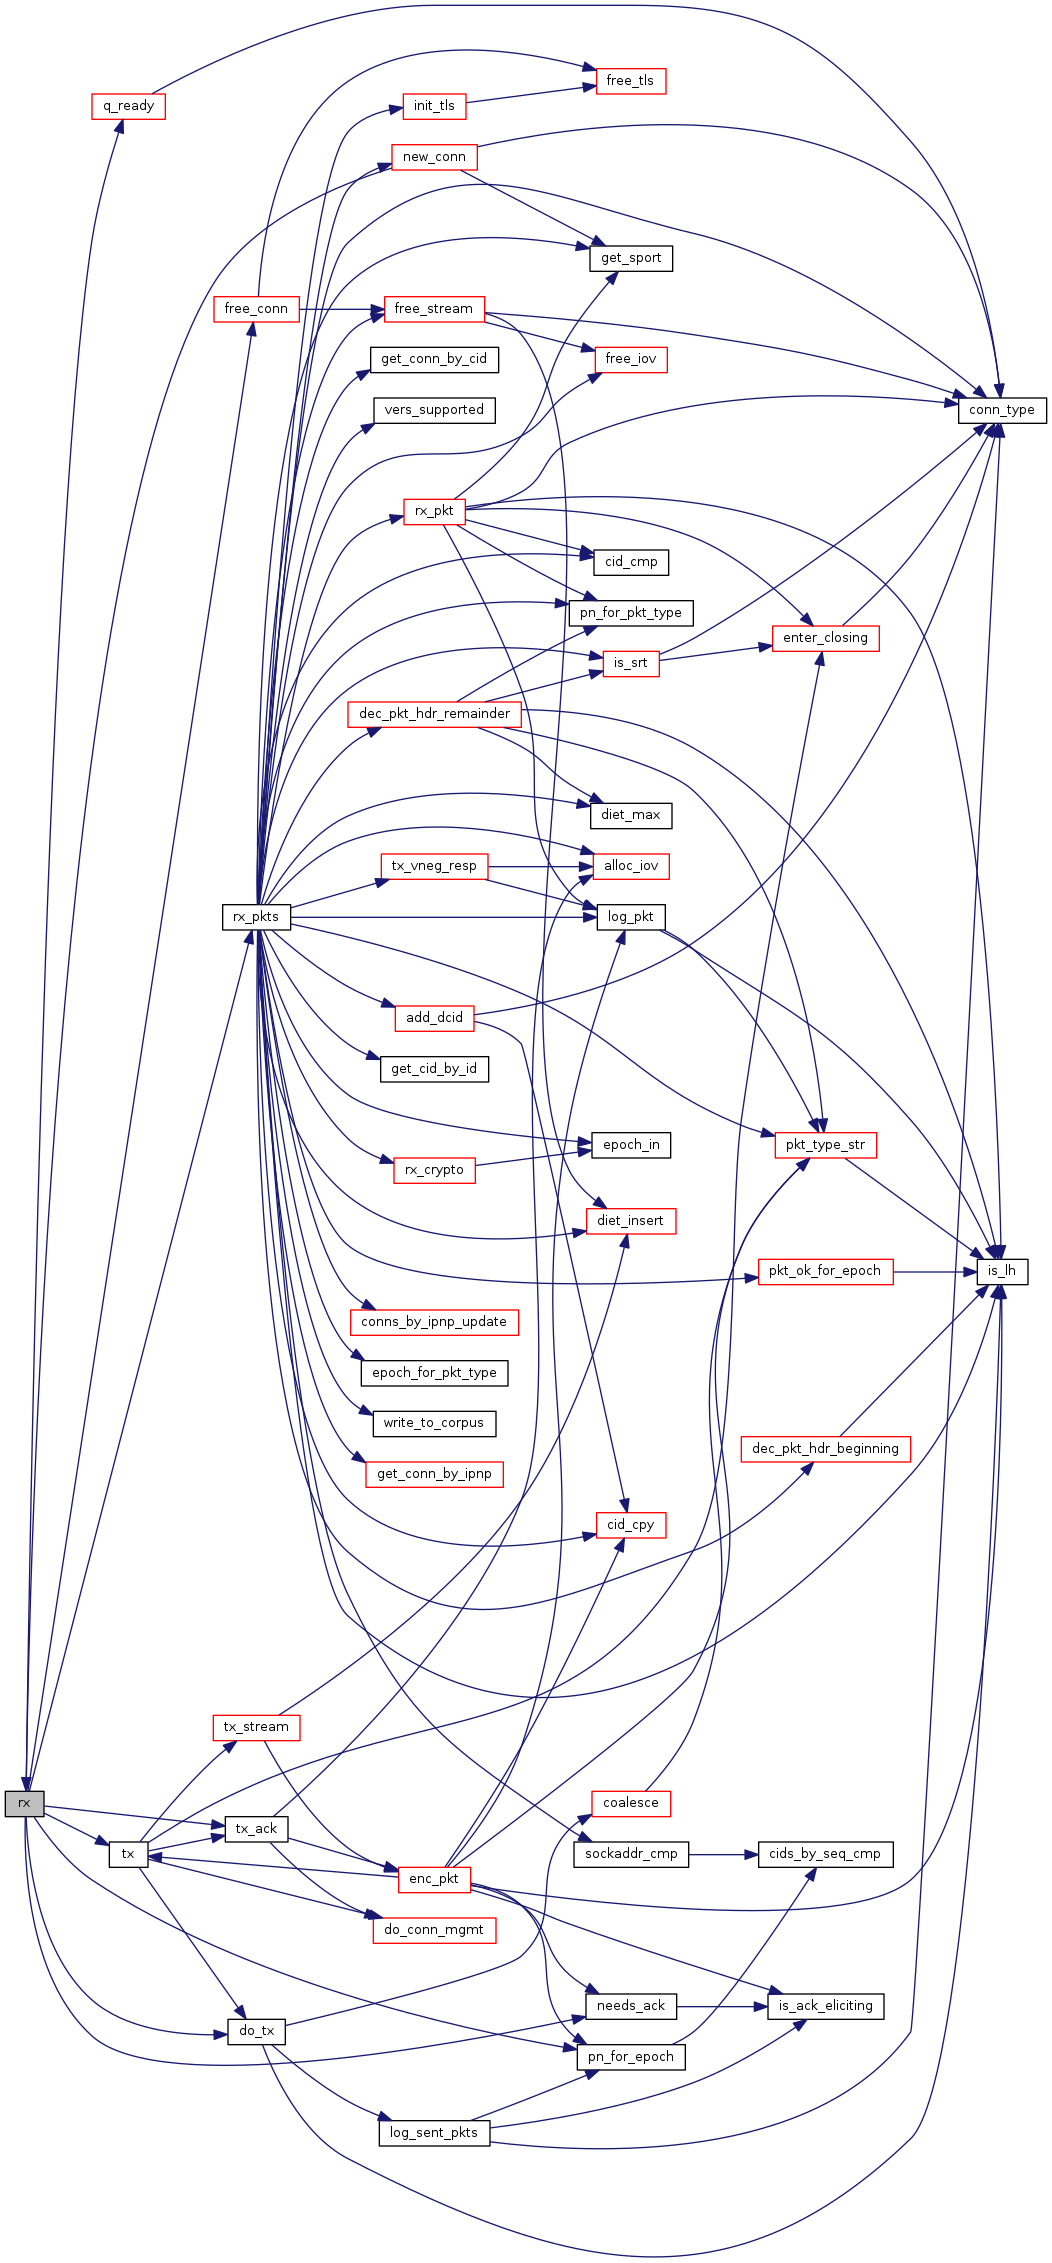 free_tls
q_ready
init_tls
new_conn
get_sport
free_conn
free_stream
get_conn_by_cid
free_iov
vers_supported
conn_type
rx_pkt
cid_cmp
pn_for_pkt_type
enter_closing
is_srt
dec_pkt_hdr_remainder
diet_max
tx_vneg_resp
alloc_iov
rx_pkts
log_pkt
add_dcid
get_cid_by_id
epoch_in
pkt_type_str
rx_crypto
diet_insert
pkt_ok_for_epoch
is_lh
conns_by_ipnp_update
epoch_for_pkt_type
write_to_corpus
dec_pkt_hdr_beginning
get_conn_by_ipnp
cid_cpy
tx_stream
rx
coalesce
tx_ack
tx
sockaddr_cmp
cids_by_seq_cmp
enc_pkt
do_conn_mgmt
needs_ack
is_ack_eliciting
do_tx
pn_for_epoch
log_sent_pkts